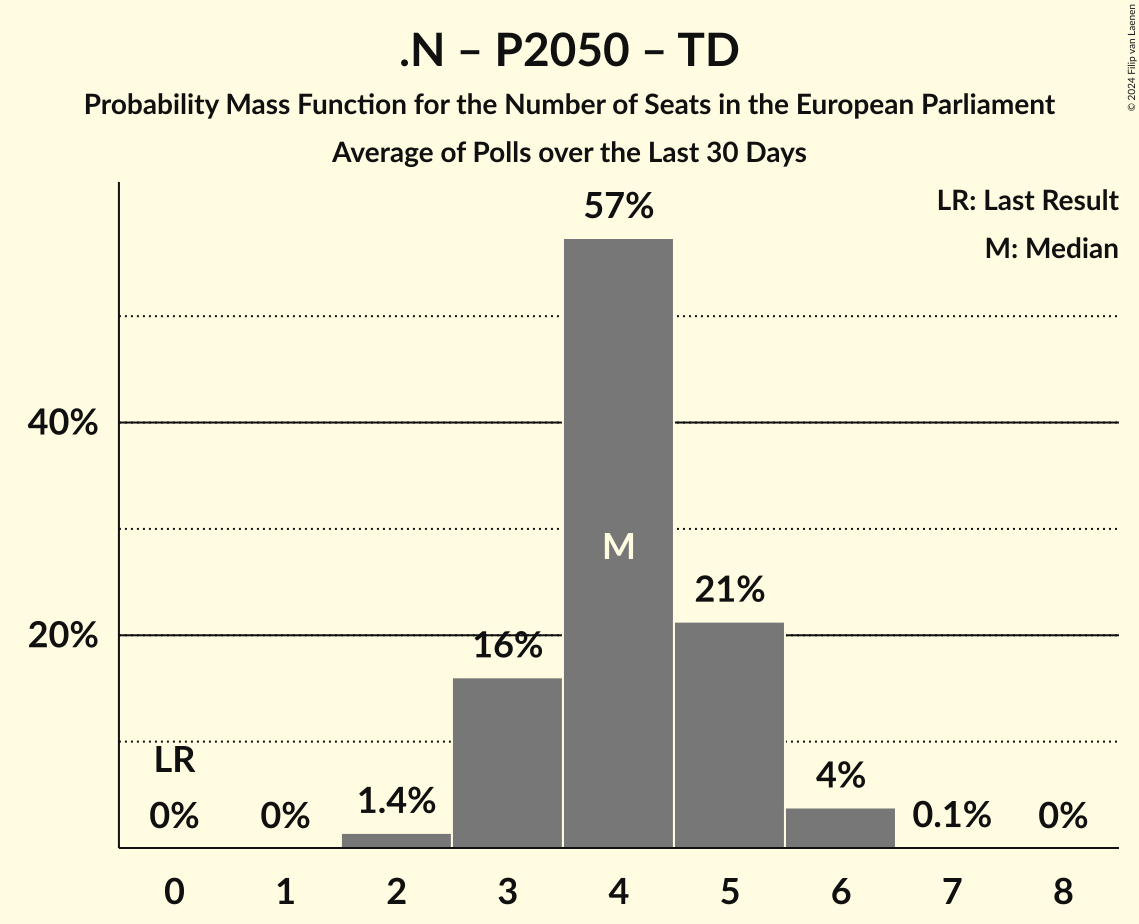 .N – P2050 – TD
Probability Mass Function for the Number of Seats in the European Parliament
Average of Polls over the Last 30 Days
© 2024 Filip van Laenen
LR: Last Result
M: Median
57%
40%
M
21%
20%
16%
LR
4%
1.4%
0% 0% 0.1% 0%
0 1 2 3 4 5 6 7 8